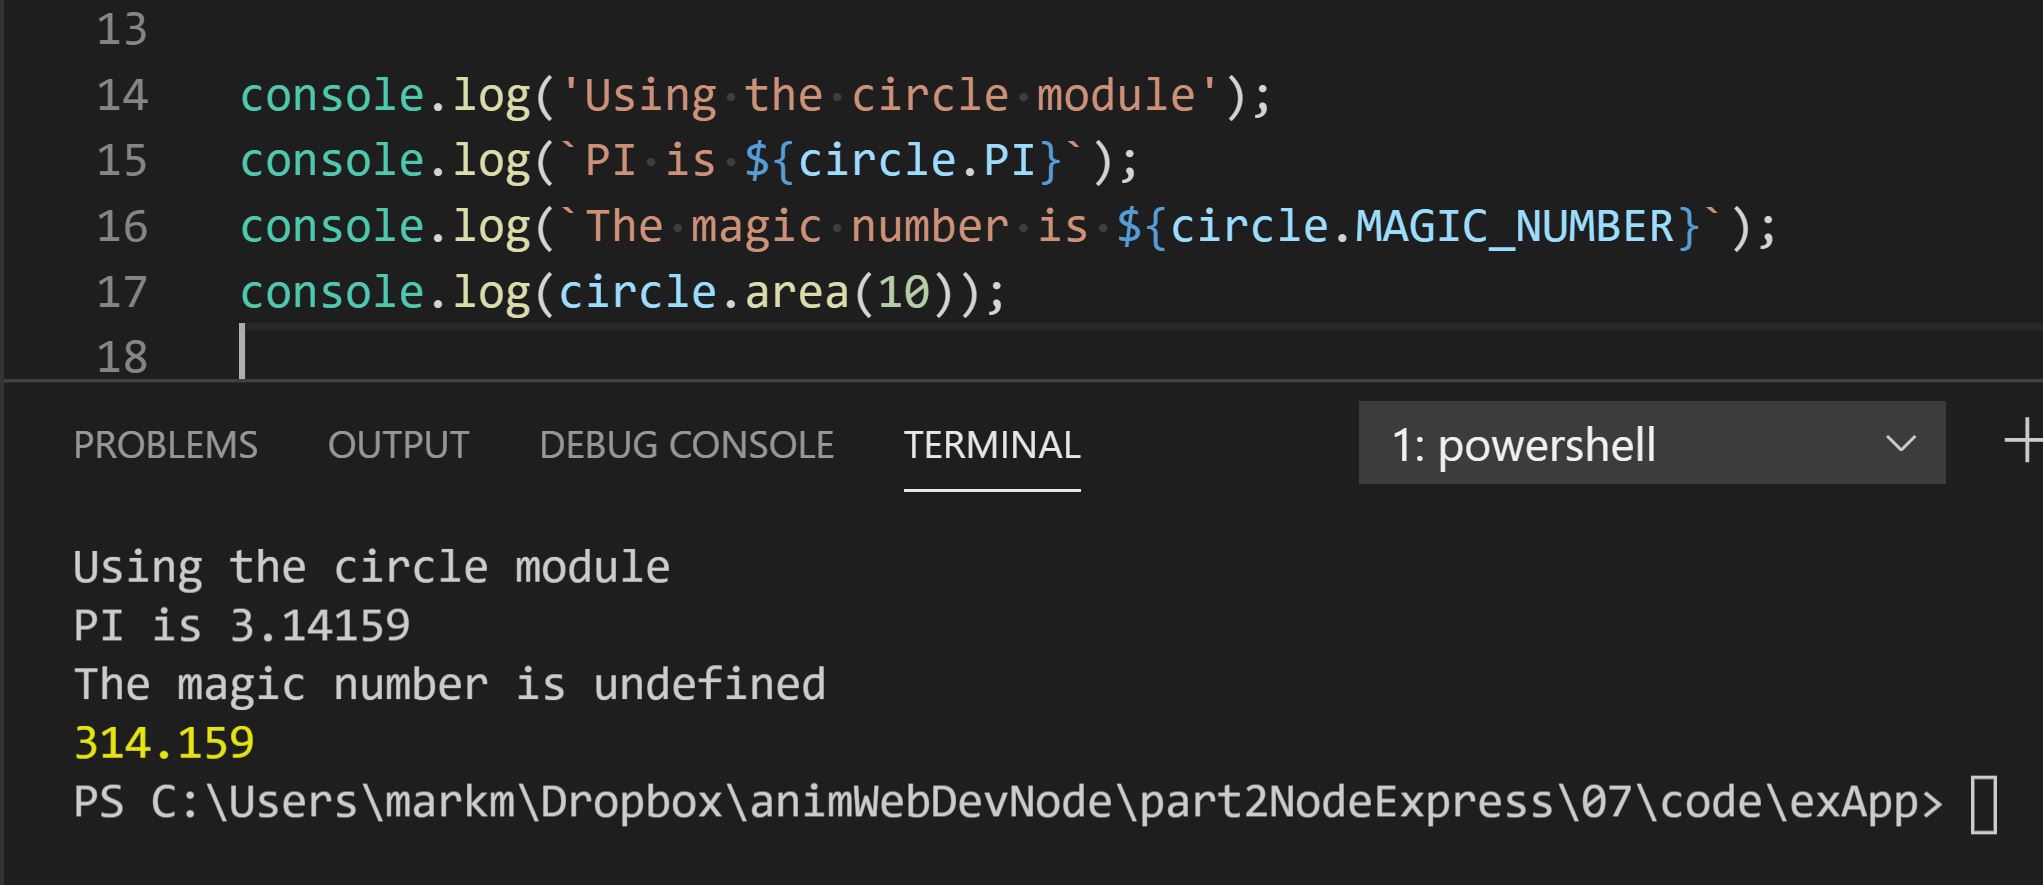 13
14 console.log('Using the circle module');
15 console.log(`PI is ${circle.PI}`);
16 console.log(`The magic number is ${circle.MAGIC_NUMBER}`);
17 console.log(circle.area(10));
18
PROBLEMS OUTPUT DEBUG CONSOLE TERMINAL 1: powershell
Using the circle module
PI is 3.14159
The magic number is undefined
314.159
PS C:\Users\markm\Dropbox\animWebDevNode\part2NodeExpress\07\code\exApp>